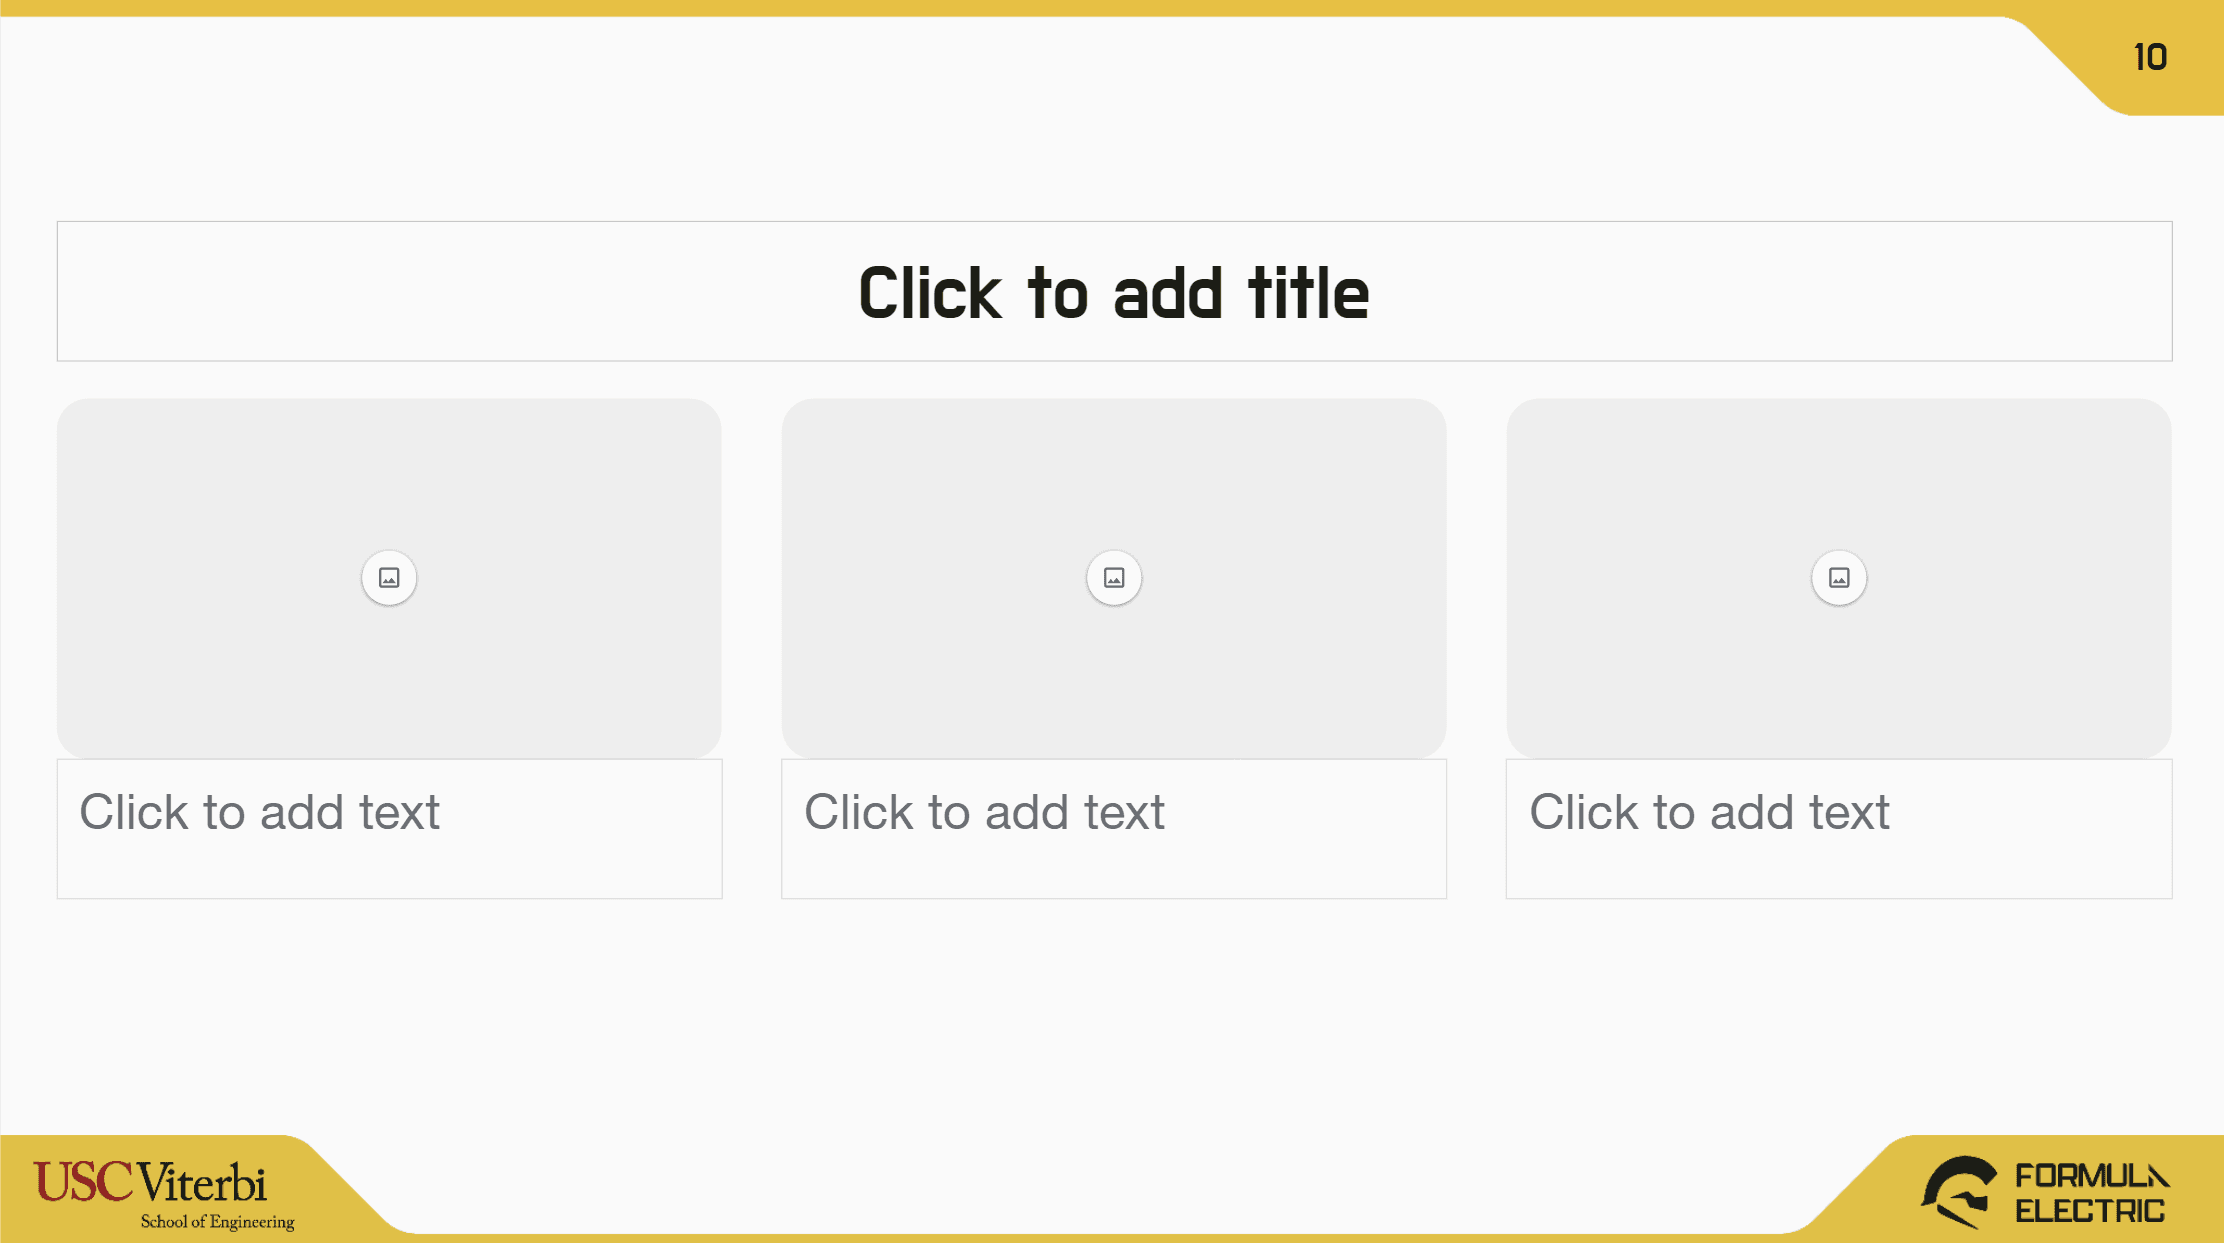 10
Click to add title
Click to add text
Click to add text
Click to add text
USC Viterbi
School of Engineering
FORMULA
ELECTRIC